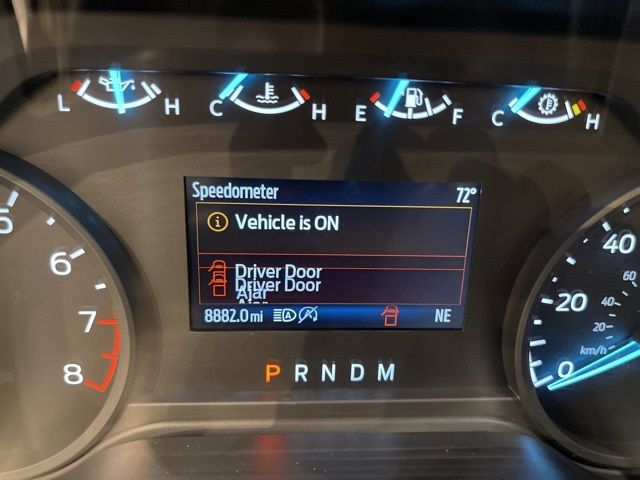 L H C H E F C H
Speedometer 72°
Vehicle is ON
Driver Door
Driver Door
Ajar
8882.0 mi A NE
P R N D M
5
6
7
8
40
60
20
40
20
km/h
0